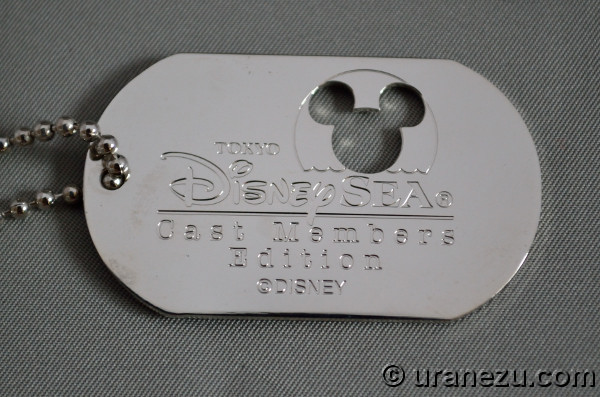 TOKYO
DISNEYSEA®
Cast Members
Edition
©DISNEY
© uranezu.com